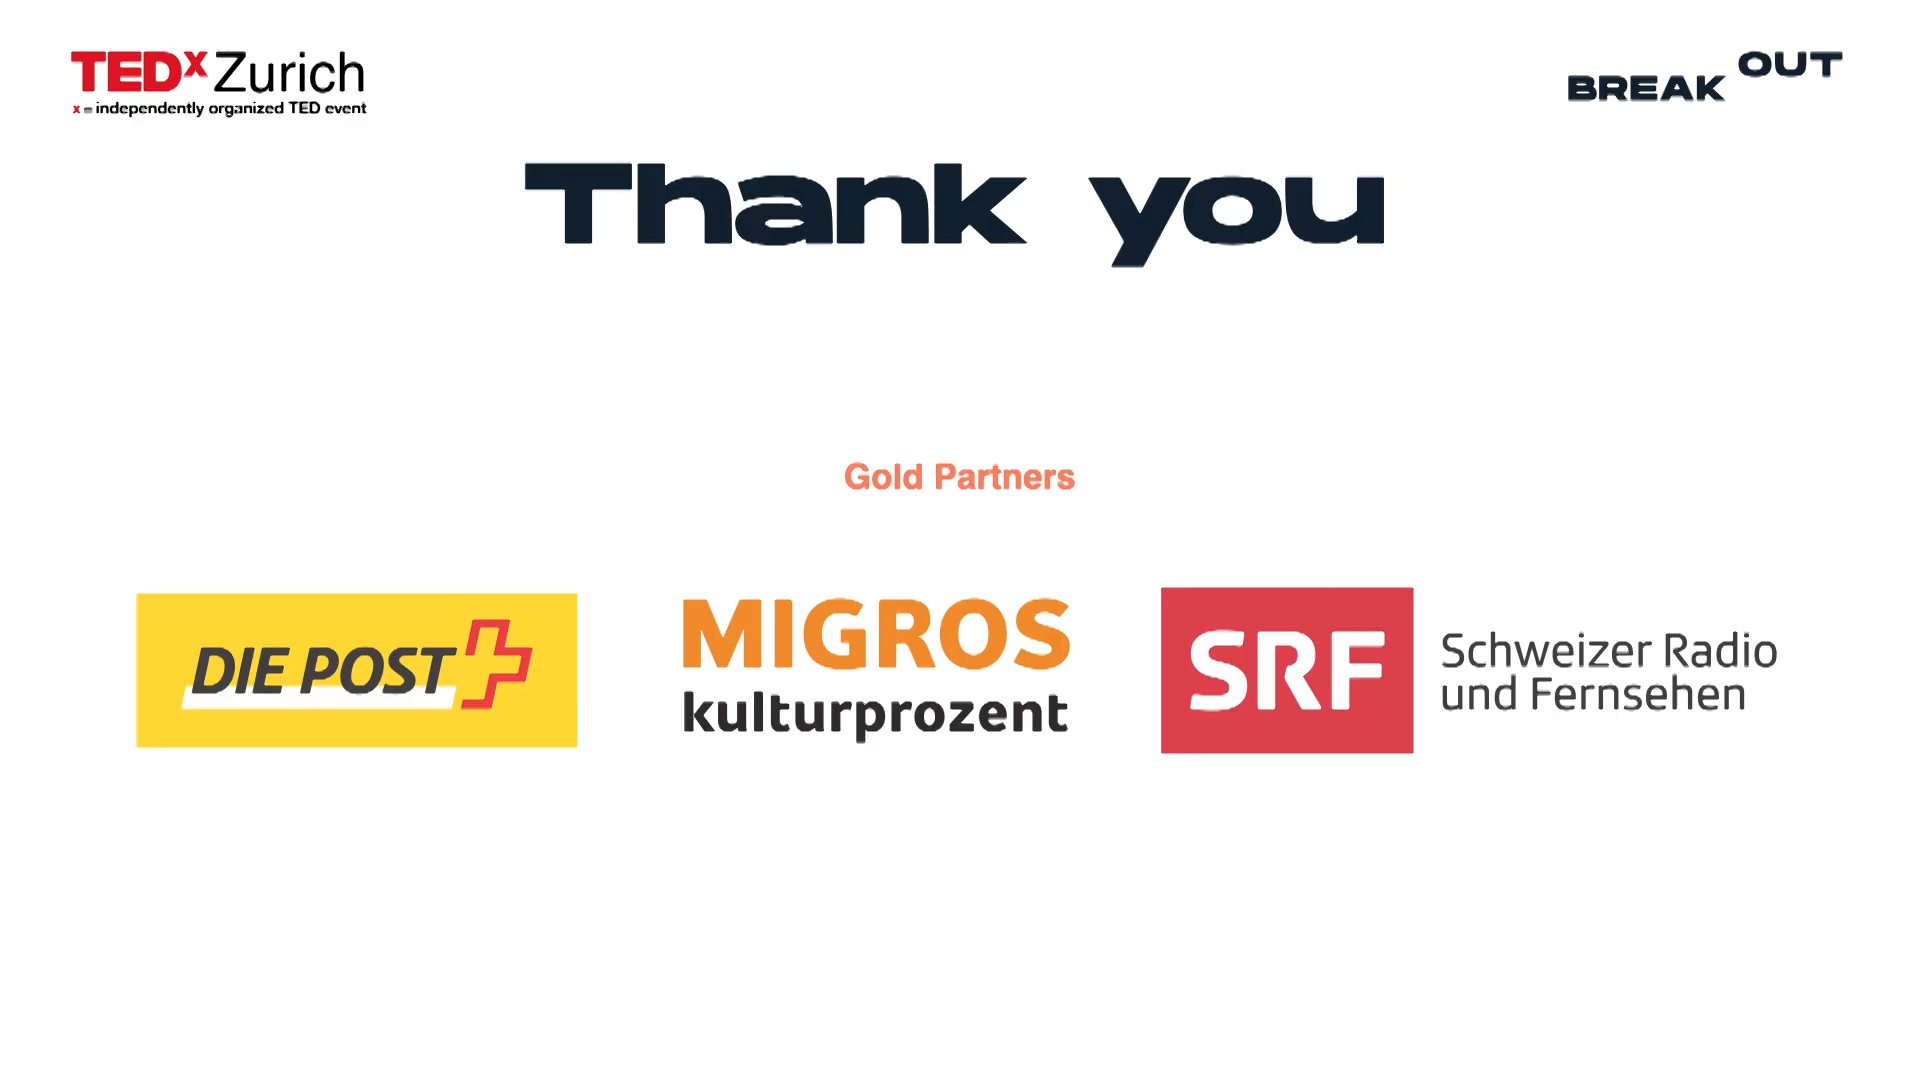 TEDx Zurich
x = independently organized TED event
BREAK OUT
Thank you
Gold Partners
DIE POST
MIGROS
kulturprozent
SRF
Schweizer Radio
und Fernsehen